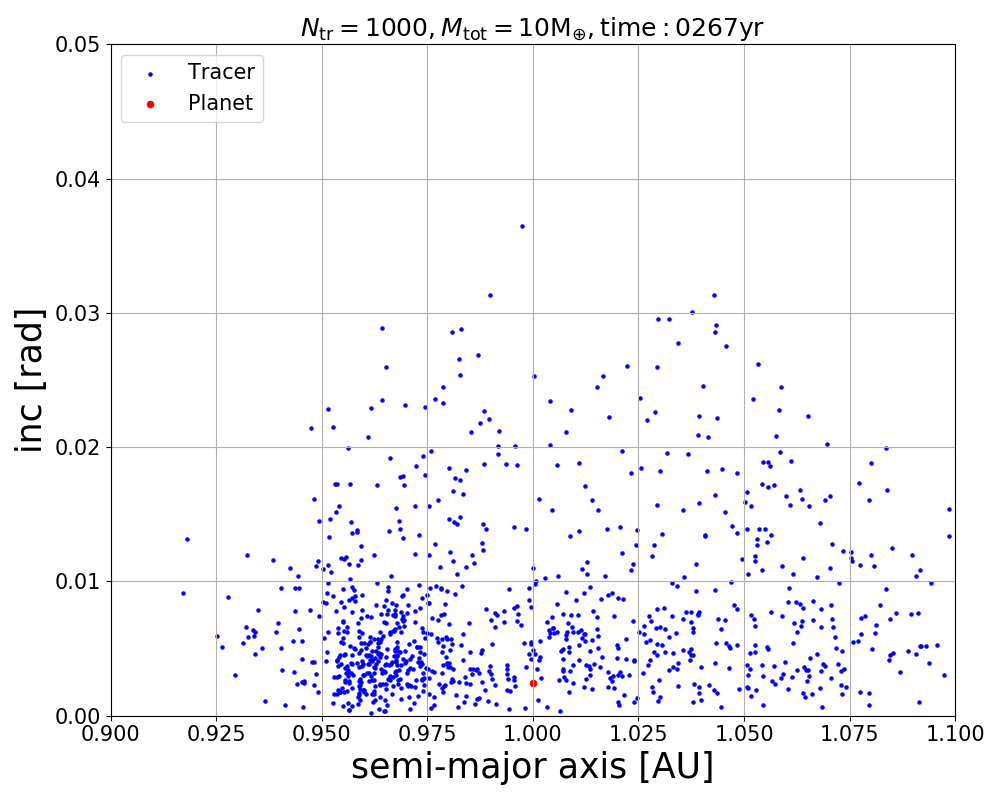 N_tr = 1000, M_tot = 10M_⊕, time : 0267yr
Tracer
Planet
inc [rad]
0.05
0.04
0.03
0.02
0.01
0.00
0.900 0.925 0.950 0.975 1.000 1.025 1.050 1.075 1.100
semi-major axis [AU]